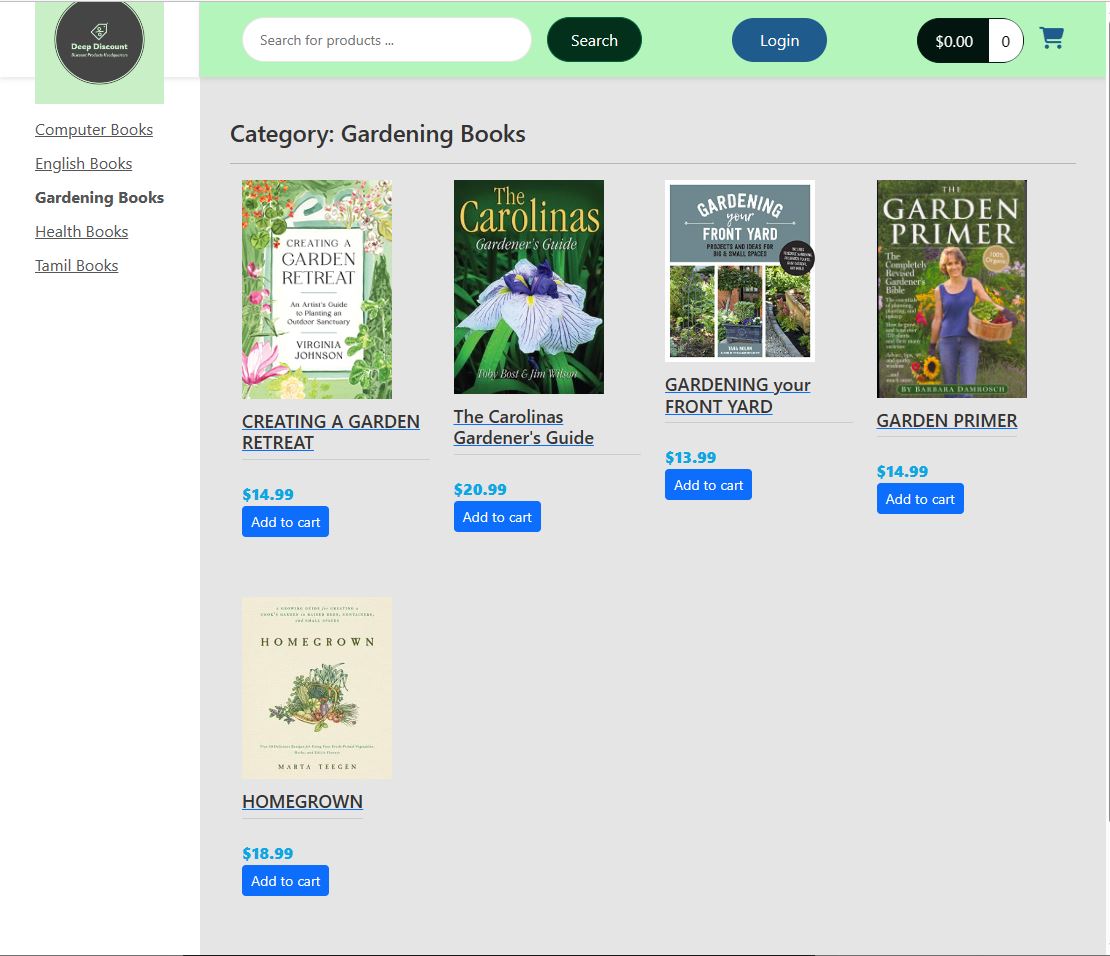 Deep Discount
Discount Products Headquarters
Search for products ...
Search
Login
$0.00
0
Computer Books
English Books
Gardening Books
Health Books
Tamil Books
Category: Gardening Books
CREATING A
GARDEN
RETREAT
An Artist's Guide
to Planting an
Outdoor Sanctuary
VIRGINIA
JOHNSON
CREATING A GARDEN
RETREAT
$14.99
Add to cart
The
Carolinas
Gardener's Guide
Toby Bost & Jim Wilson
The Carolinas
Gardener's Guide
$20.99
Add to cart
GARDENING
your
FRONT YARD
PROJECTS AND IDEAS FOR
BIG & SMALL SPACES
GARDENING your
FRONT YARD
$13.99
Add to cart
THE
GARDEN
PRIMER
The
Completely
Revised
Gardener's
Bible
100%
Organic
BY BARBARA DAMROSCH
GARDEN PRIMER
$14.99
Add to cart
A GROWING GUIDE for CREATING a
COOK'S GARDEN in RAISED BEDS, CONTAINERS,
and SMALL SPACES
HOMEGROWN
MARTA TEEGEN
HOMEGROWN
$18.99
Add to cart